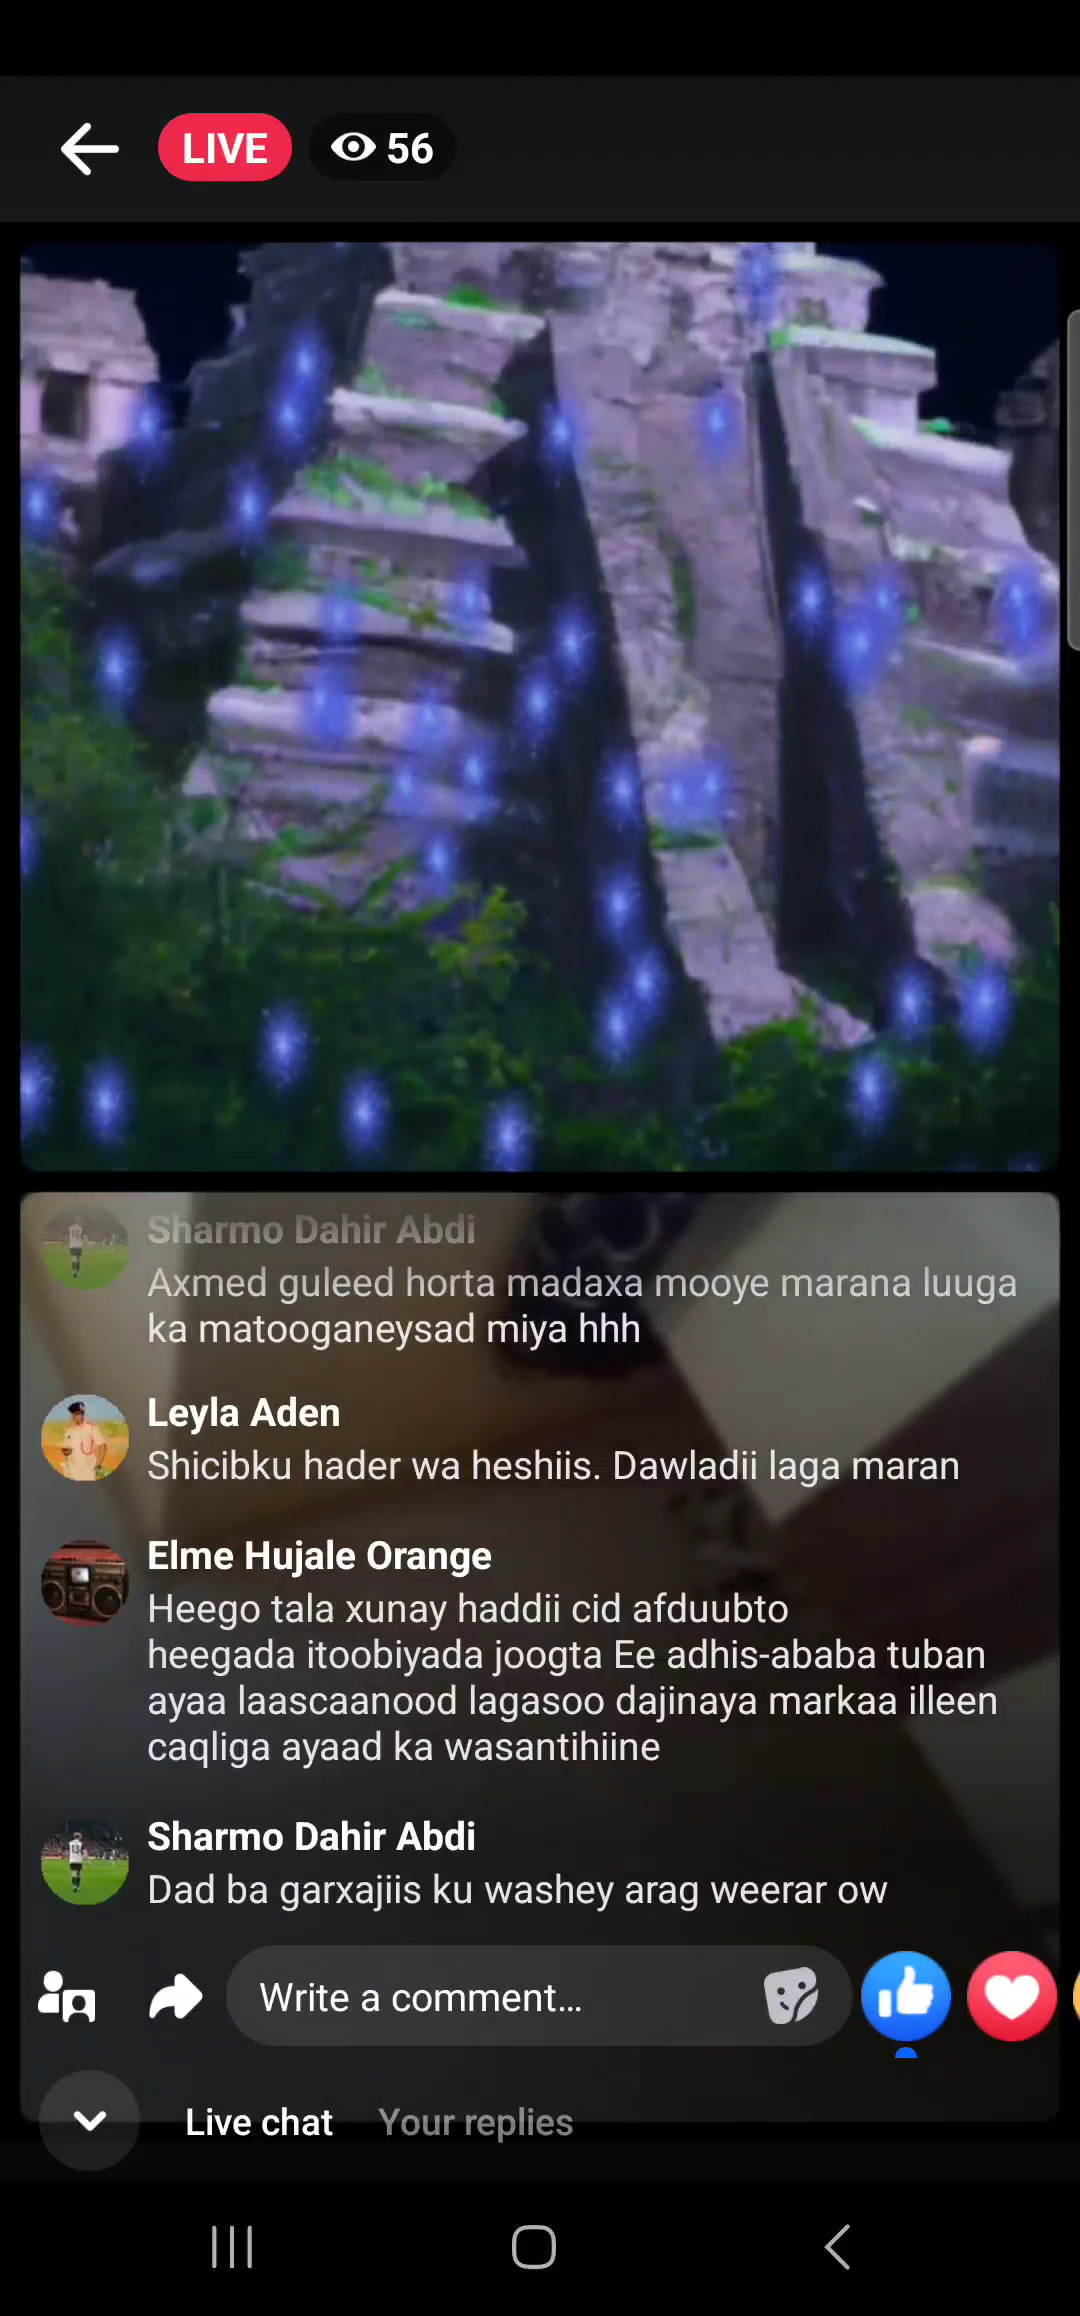 LIVE 56
Sharmo Dahir Abdi
Axmed guleed horta madaxa mooye marana luuga
ka matooganeysad miya hhh
Leyla Aden
Shicibku hader wa heshiis. Dawladii laga maran
Elme Hujale Orange
Heego tala xunay haddii cid afduubto
heegada itoobiyada joogta Ee adhis-ababa tuban
ayaa laascaanood lagasoo dajinaya markaa illeen
caqliga ayaad ka wasantihiine
Sharmo Dahir Abdi
Dad ba garxajiis ku washey arag weerar ow
Write a comment...
Live chat Your replies